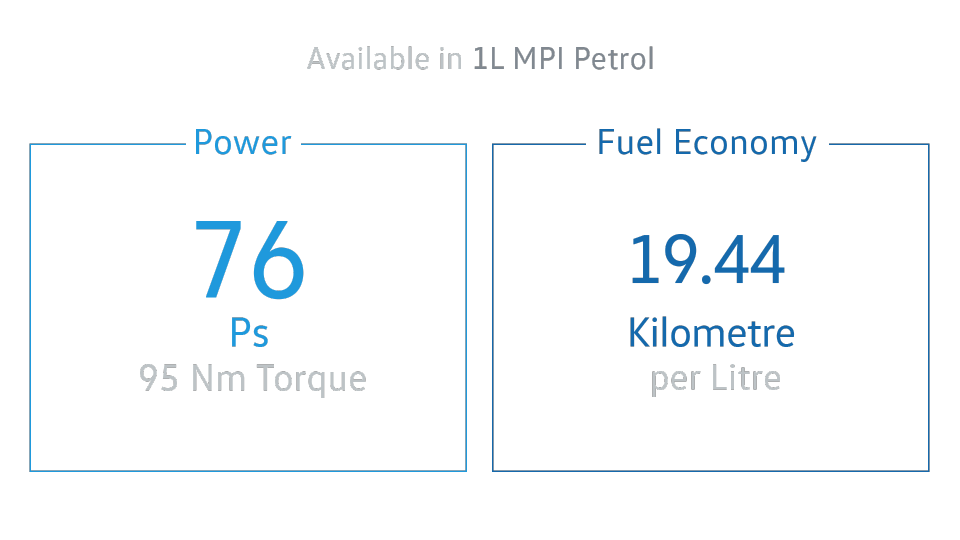 Available in 1L MPI Petrol
Power
76
Ps
95 Nm Torque
Fuel Economy
19.44
Kilometre
per Litre